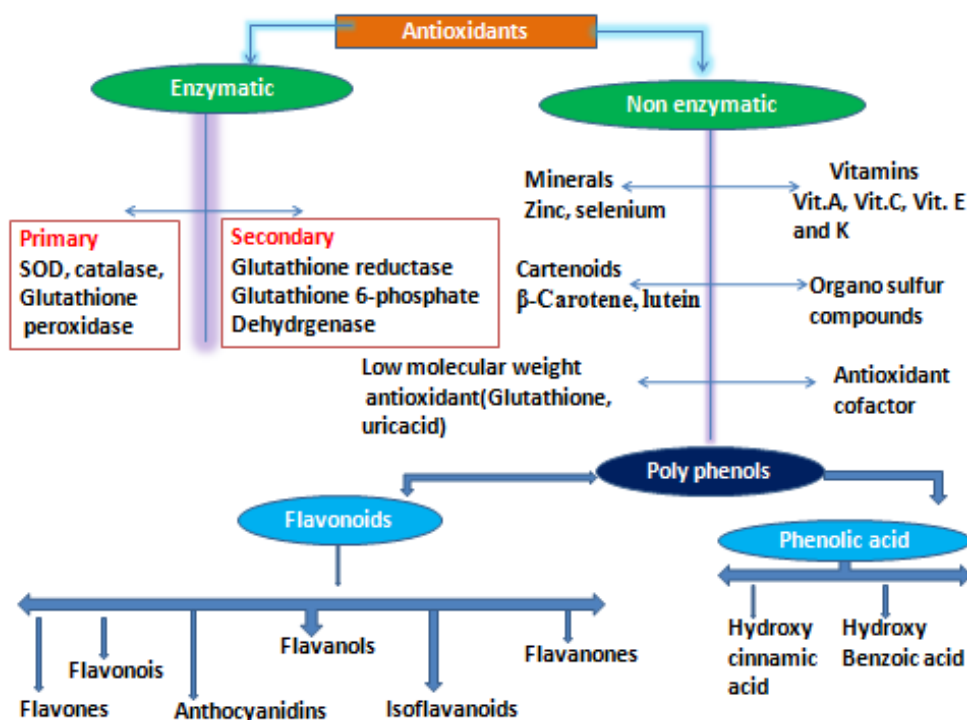 Antioxidants
Enzymatic
Non enzymatic
Minerals
Zinc, selenium
Vitamins
Vit.A, Vit.C, Vit. E
and K
Primary
SOD, catalase,
Glutathione
peroxidase
Secondary
Glutathione reductase
Glutathione 6-phosphate
Dehydrgenase
Cartenoids
β-Carotene, lutein
Organo sulfur
compounds
Low molecular weight
antioxidant(Glutathione,
uricacid)
Antioxidant
cofactor
Poly phenols
Flavonoids
Phenolic acid
Flavones
Flavonois
Anthocyanidins
Flavanols
Isoflavanoids
Flavanones
Hydroxy
cinnamic
acid
Hydroxy
Benzoic acid